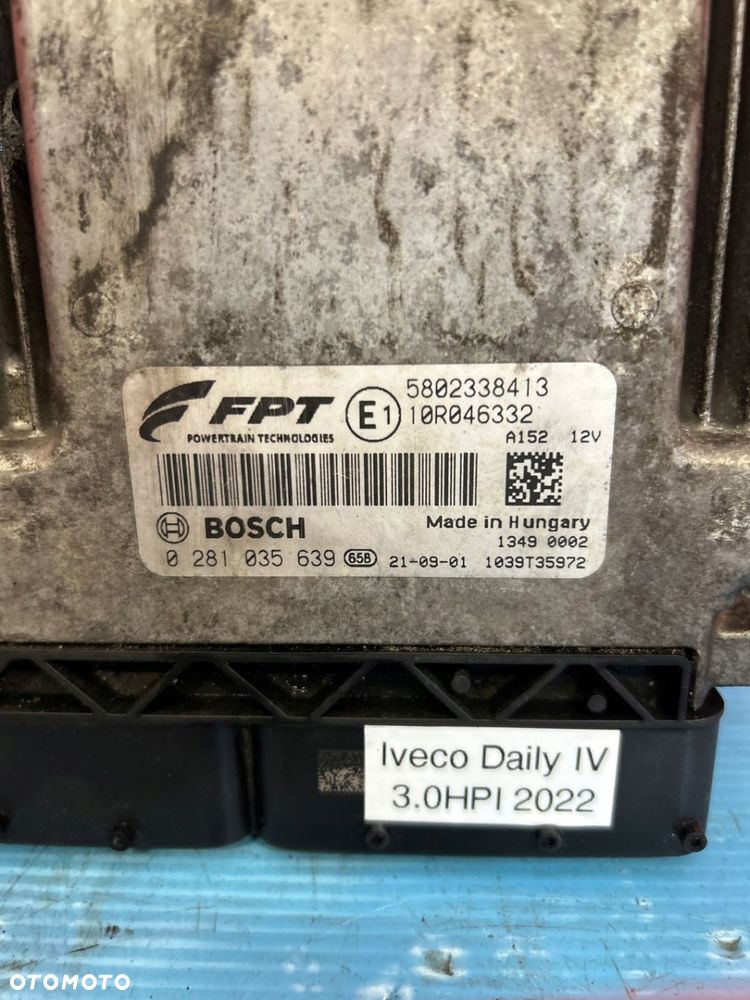 FPT
POWERTRAIN TECHNOLOGIES
E1
5802338413
10R046332
A152 12V
BOSCH
Made in Hungary
1349 0002
0 281 035 639 65B 21-09-01 1039T35972
Iveco Daily IV
3.0HPI 2022
OTOMOTO